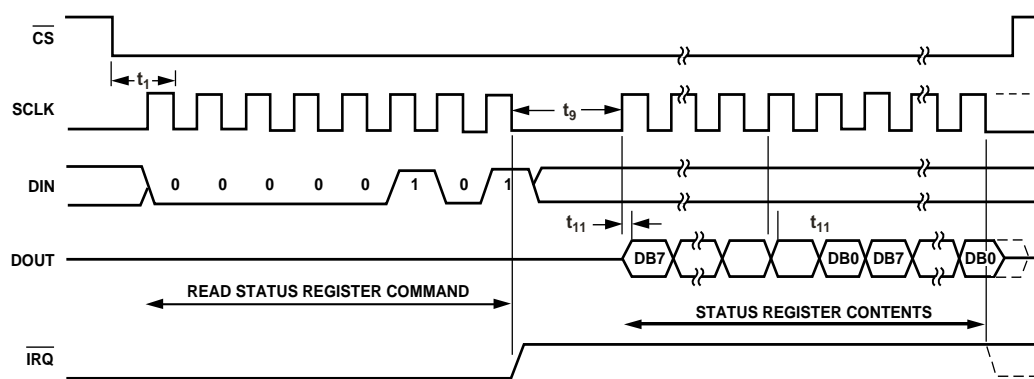 CS
t1
SCLK
t9
DIN 0 0 0 0 0 1 0 1
t11 t11
DOUT DB7 DB0 DB7 DB0
READ STATUS REGISTER COMMAND
STATUS REGISTER CONTENTS
IRQ